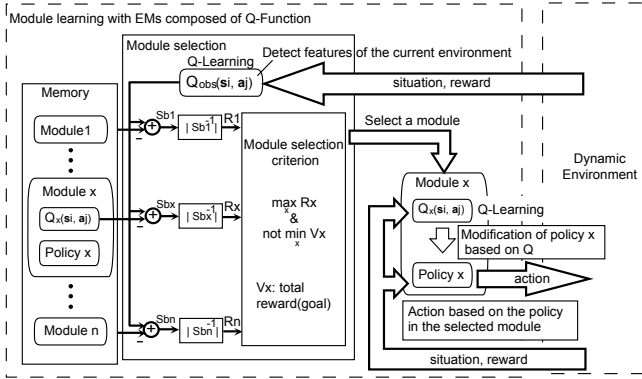 Module learning with EMs composed of Q-Function
Module selection
Q-Learning
Detect features of the current environment
Qobs(si, aj)
situation, reward
Memory
Module1
Sb1
| Sb1⁻¹|
R1
Select a module
Module selection
criterion
Dynamic
Environment
Module x
Qx(si, aj)
Policy x
Sbx
| Sbx⁻¹|
Rx
max Rx
x
&
not min Vx
x
Module x
Qx(si, aj)
Q-Learning
Modification of policy x
based on Q
Policy x
action
Vx: total
reward(goal)
Action based on the policy
in the selected module
Module n
Sbn
| Sbn⁻¹|
Rn
situation, reward